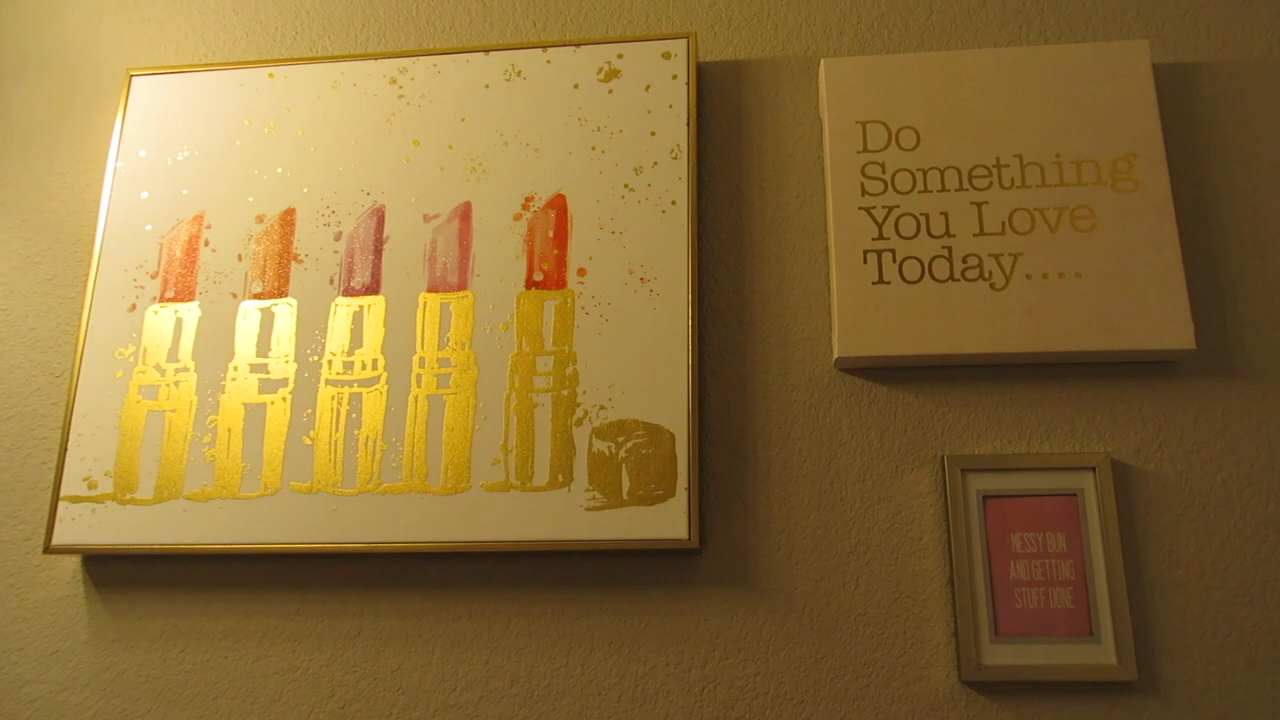 Do
Something
You Love
Today....
MESSY BUN
AND GETTING
STUFF DONE